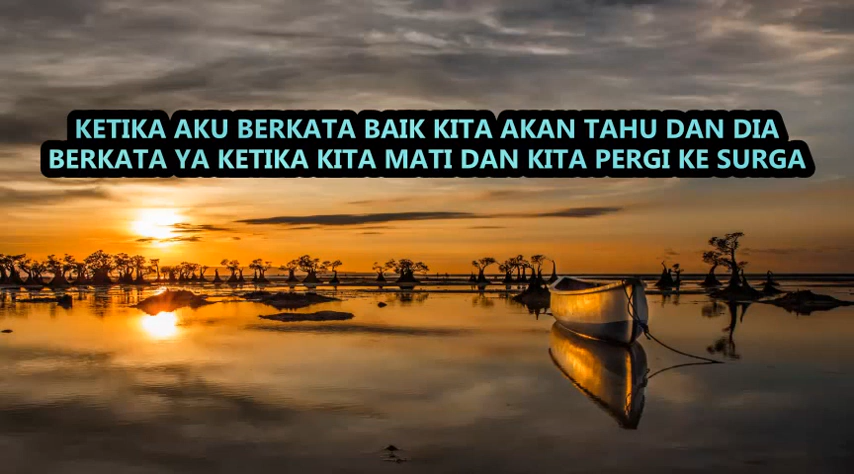 KETIKA AKU BERKATA BAIK KITA AKAN TAHU DAN DIA
BERKATA YA KETIKA KITA MATI DAN KITA PERGI KE SURGA